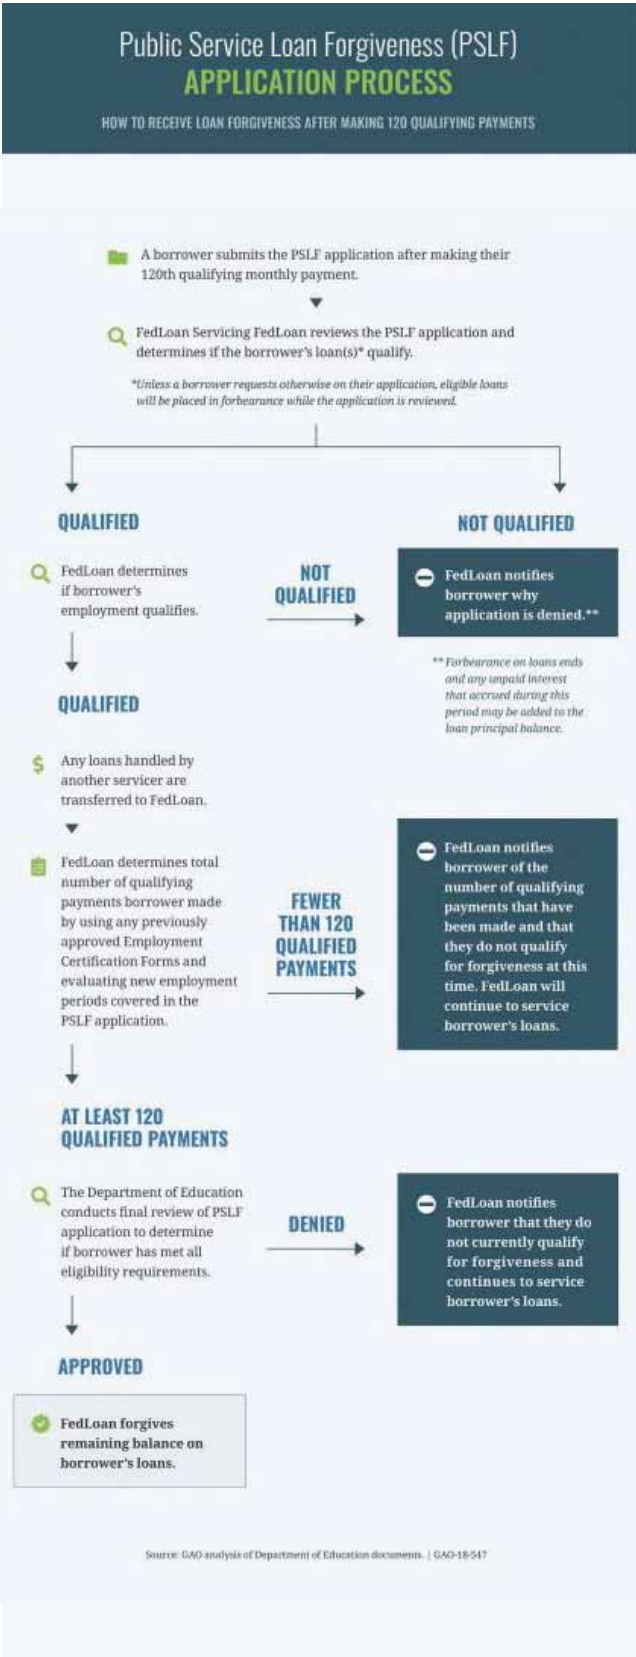 Public Service Loan Forgiveness (PSLF)
APPLICATION PROCESS
HOW TO RECEIVE LOAN FORGIVENESS AFTER MAKING 120 QUALIFYING PAYMENTS
A borrower submits the PSLF application after making their
120th qualifying monthly payment.
FedLoan Servicing FedLoan reviews the PSLF application and
determines if the borrower's loan(s)* qualify.
*Unless a borrower requests otherwise on their application, eligible loans
will be placed in forbearance while the application is reviewed.
QUALIFIED
NOT QUALIFIED
FedLoan determines
if borrower's
employment qualifies.
NOT
QUALIFIED
FedLoan notifies
borrower why
application is denied.**
** Forbearance on loans ends
and any unpaid interest
that accrued during this
period may be added to the
loan principal balance.
QUALIFIED
Any loans handled by
another servicer are
transferred to FedLoan.
FedLoan determines total
number of qualifying
payments borrower made
by using any previously
approved Employment
Certification Forms and
evaluating new employment
periods covered in the
PSLF application.
FEWER
THAN 120
QUALIFIED
PAYMENTS
FedLoan notifies
borrower of the
number of qualifying
payments that have
been made and that
they do not qualify
for forgiveness at this
time. FedLoan will
continue to service
borrower's loans.
AT LEAST 120
QUALIFIED PAYMENTS
The Department of Education
conducts final review of PSLF
application to determine
if borrower has met all
eligibility requirements.
DENIED
FedLoan notifies
borrower that they do
not currently qualify
for forgiveness and
continues to service
borrower's loans.
APPROVED
FedLoan forgives
remaining balance on
borrower's loans.
Source: GAO analysis of Department of Education documents. | GAO-18-547